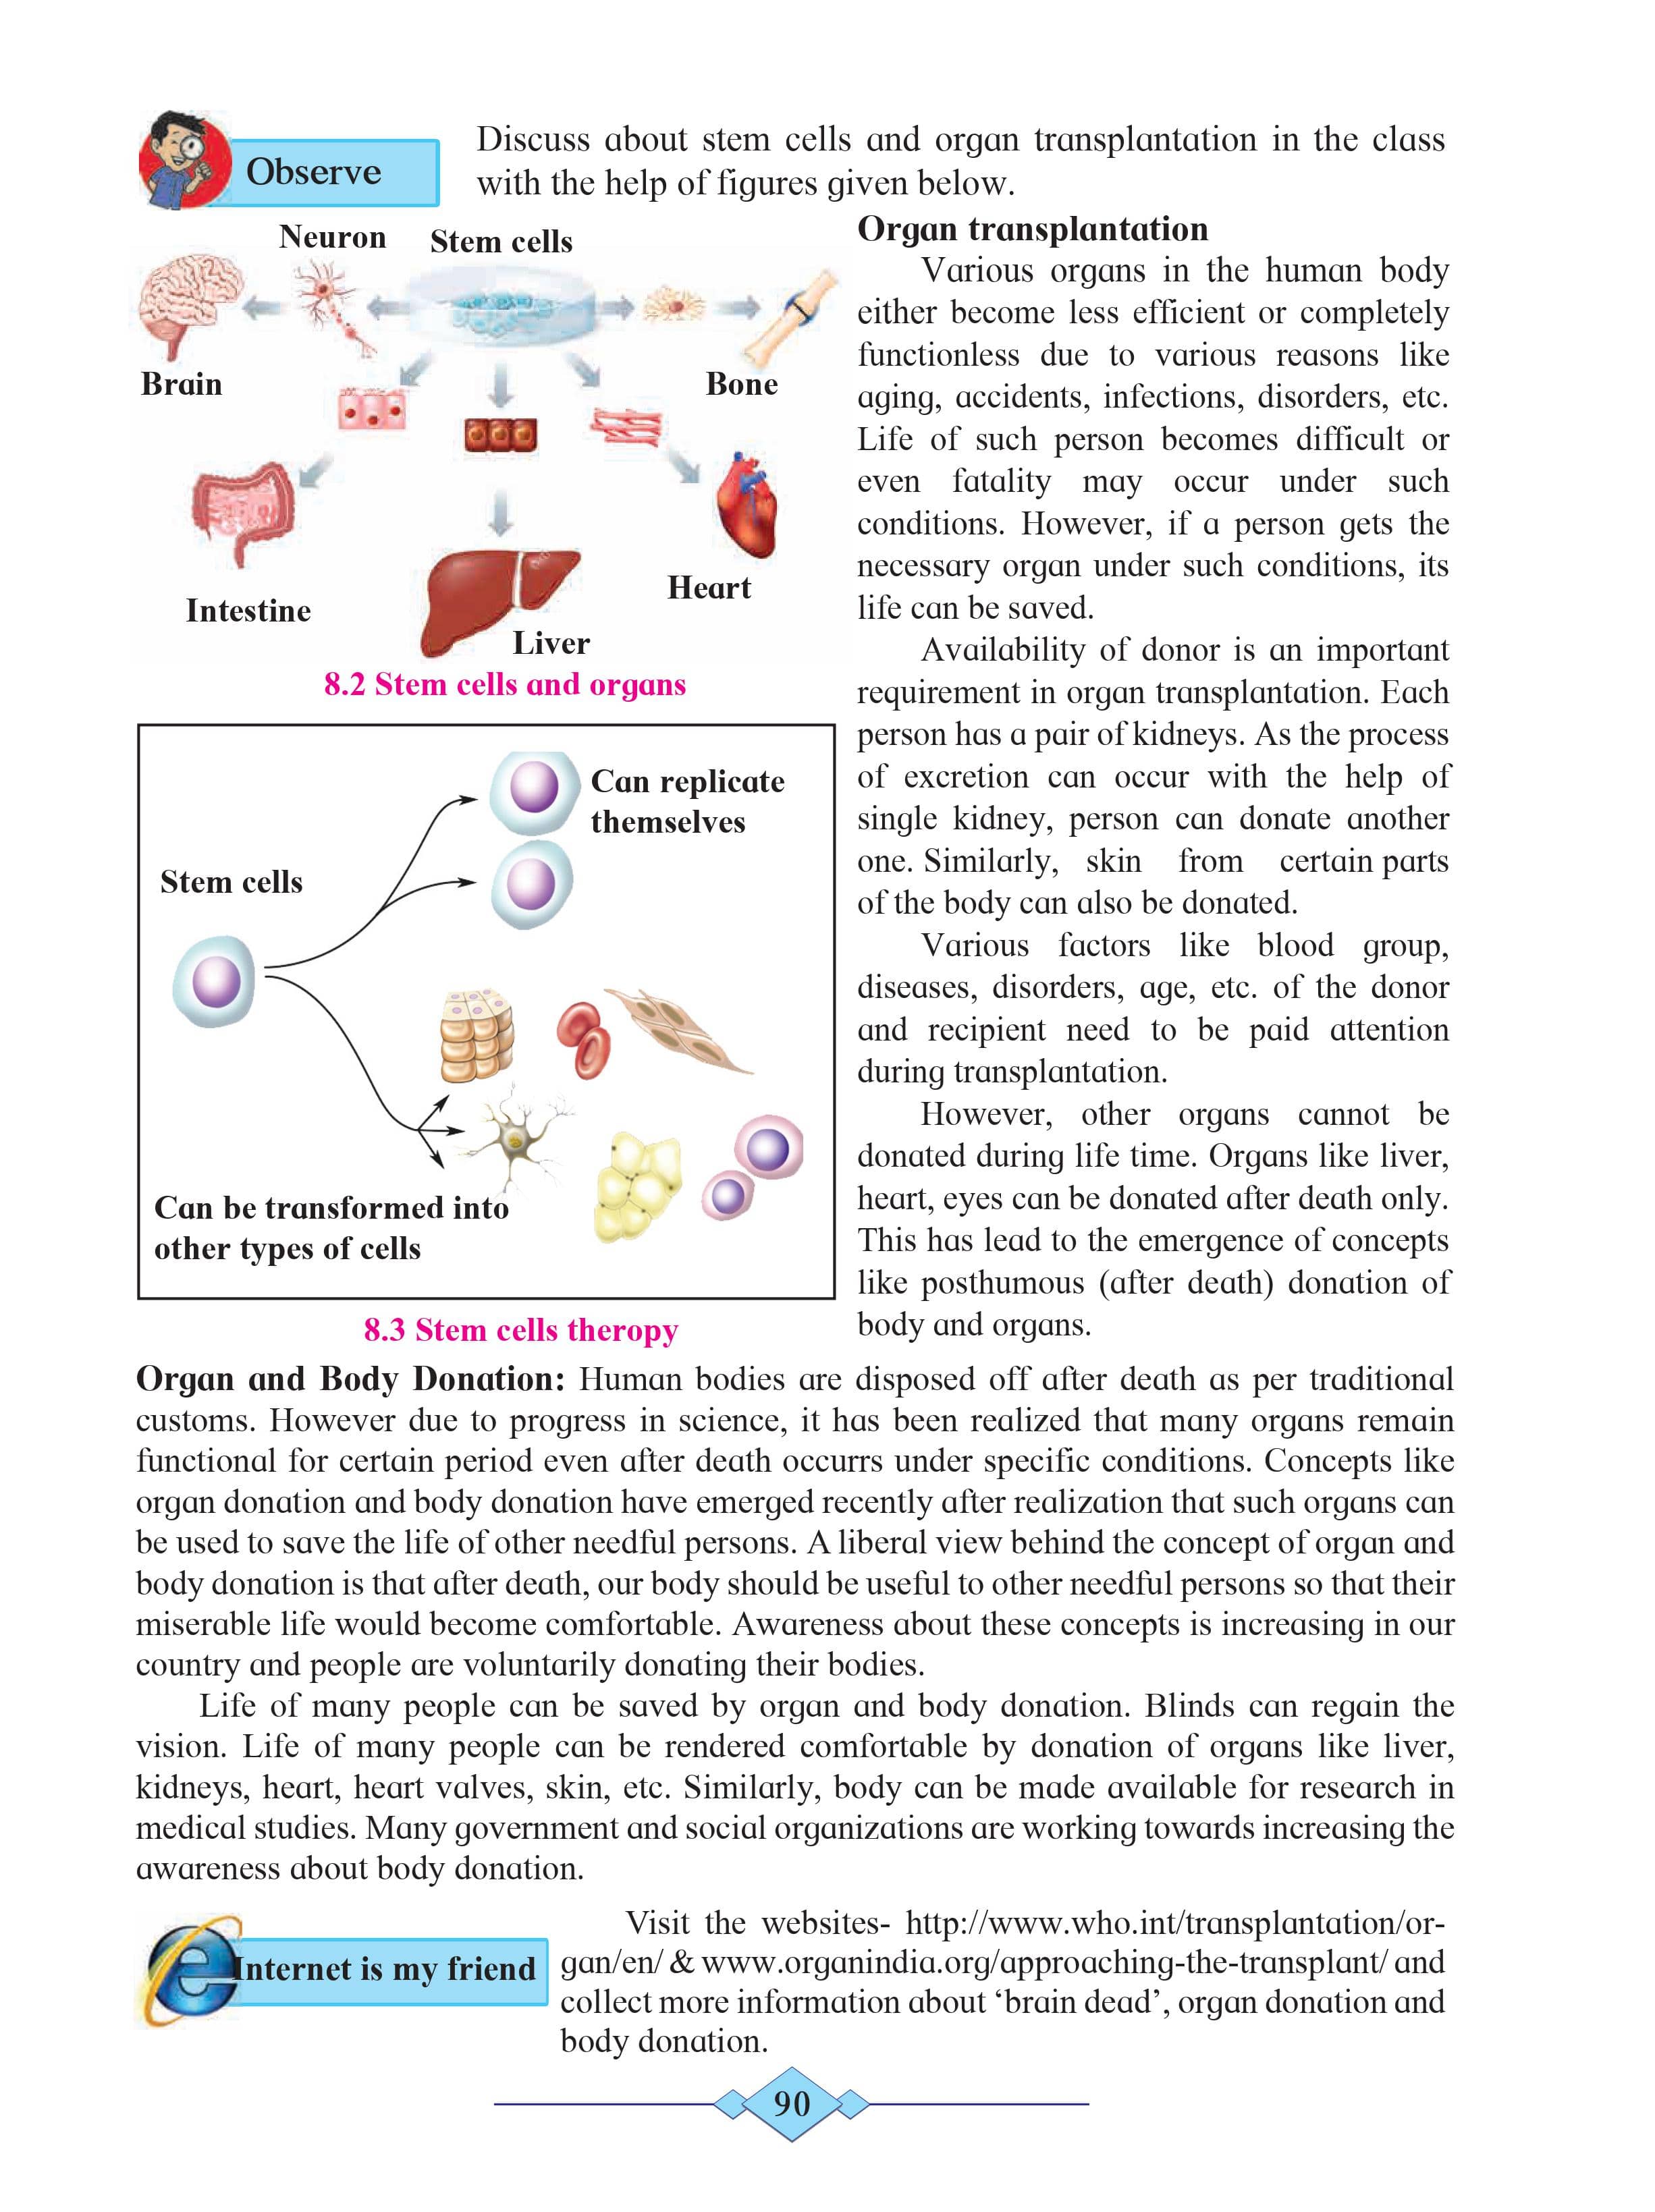 Observe
Discuss about stem cells and organ transplantation in the class
with the help of figures given below.
Neuron
Stem cells
Brain
Bone
Intestine
Heart
Liver
8.2 Stem cells and organs
Stem cells
Can replicate
themselves
Can be transformed into
other types of cells
8.3 Stem cells theropy
Organ transplantation
Various organs in the human body
either become less efficient or completely
functionless due to various reasons like
aging, accidents, infections, disorders, etc.
Life of such person becomes difficult or
even fatality may occur under such
conditions. However, if a person gets the
necessary organ under such conditions, its
life can be saved.
Availability of donor is an important
requirement in organ transplantation. Each
person has a pair of kidneys. As the process
of excretion can occur with the help of
single kidney, person can donate another
one. Similarly, skin from certain parts
of the body can also be donated.
Various factors like blood group,
diseases, disorders, age, etc. of the donor
and recipient need to be paid attention
during transplantation.
However, other organs cannot be
donated during life time. Organs like liver,
heart, eyes can be donated after death only.
This has lead to the emergence of concepts
like posthumous (after death) donation of
body and organs.
Organ and Body Donation: Human bodies are disposed off after death as per traditional
customs. However due to progress in science, it has been realized that many organs remain
functional for certain period even after death occurrs under specific conditions. Concepts like
organ donation and body donation have emerged recently after realization that such organs can
be used to save the life of other needful persons. A liberal view behind the concept of organ and
body donation is that after death, our body should be useful to other needful persons so that their
miserable life would become comfortable. Awareness about these concepts is increasing in our
country and people are voluntarily donating their bodies.
Life of many people can be saved by organ and body donation. Blinds can regain the
vision. Life of many people can be rendered comfortable by donation of organs like liver,
kidneys, heart, heart valves, skin, etc. Similarly, body can be made available for research in
medical studies. Many government and social organizations are working towards increasing the
awareness about body donation.
Internet is my friend
Visit the websites- http://www.who.int/transplantation/or-
gan/en/ & www.organindia.org/approaching-the-transplant/ and
collect more information about ‘brain dead’, organ donation and
body donation.
90